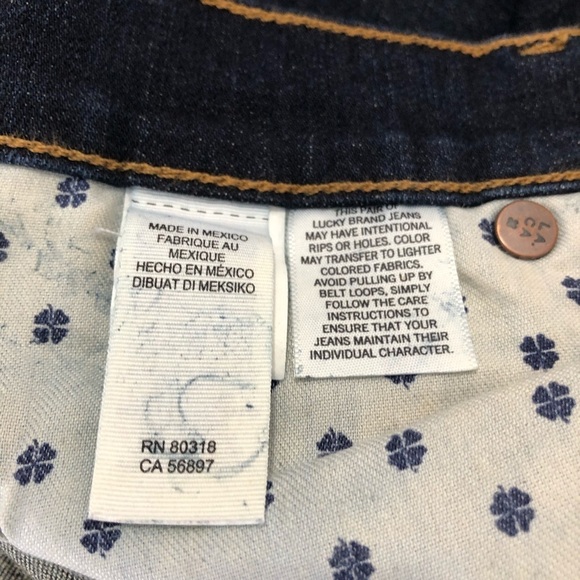 MADE IN MEXICO
FABRIQUE AU
MEXIQUE
HECHO EN MÉXICO
DIBUAT DI MEKSIKO
RN 80318
CA 56897
THIS PAIR OF
LUCKY BRAND JEANS
MAY HAVE INTENTIONAL
RIPS OR HOLES. COLOR
MAY TRANSFER TO LIGHTER
COLORED FABRICS.
AVOID PULLING UP BY
BELT LOOPS, SIMPLY
FOLLOW THE CARE
INSTRUCTIONS TO
ENSURE THAT YOUR
JEANS MAINTAIN THEIR
INDIVIDUAL CHARACTER.
LA
CA